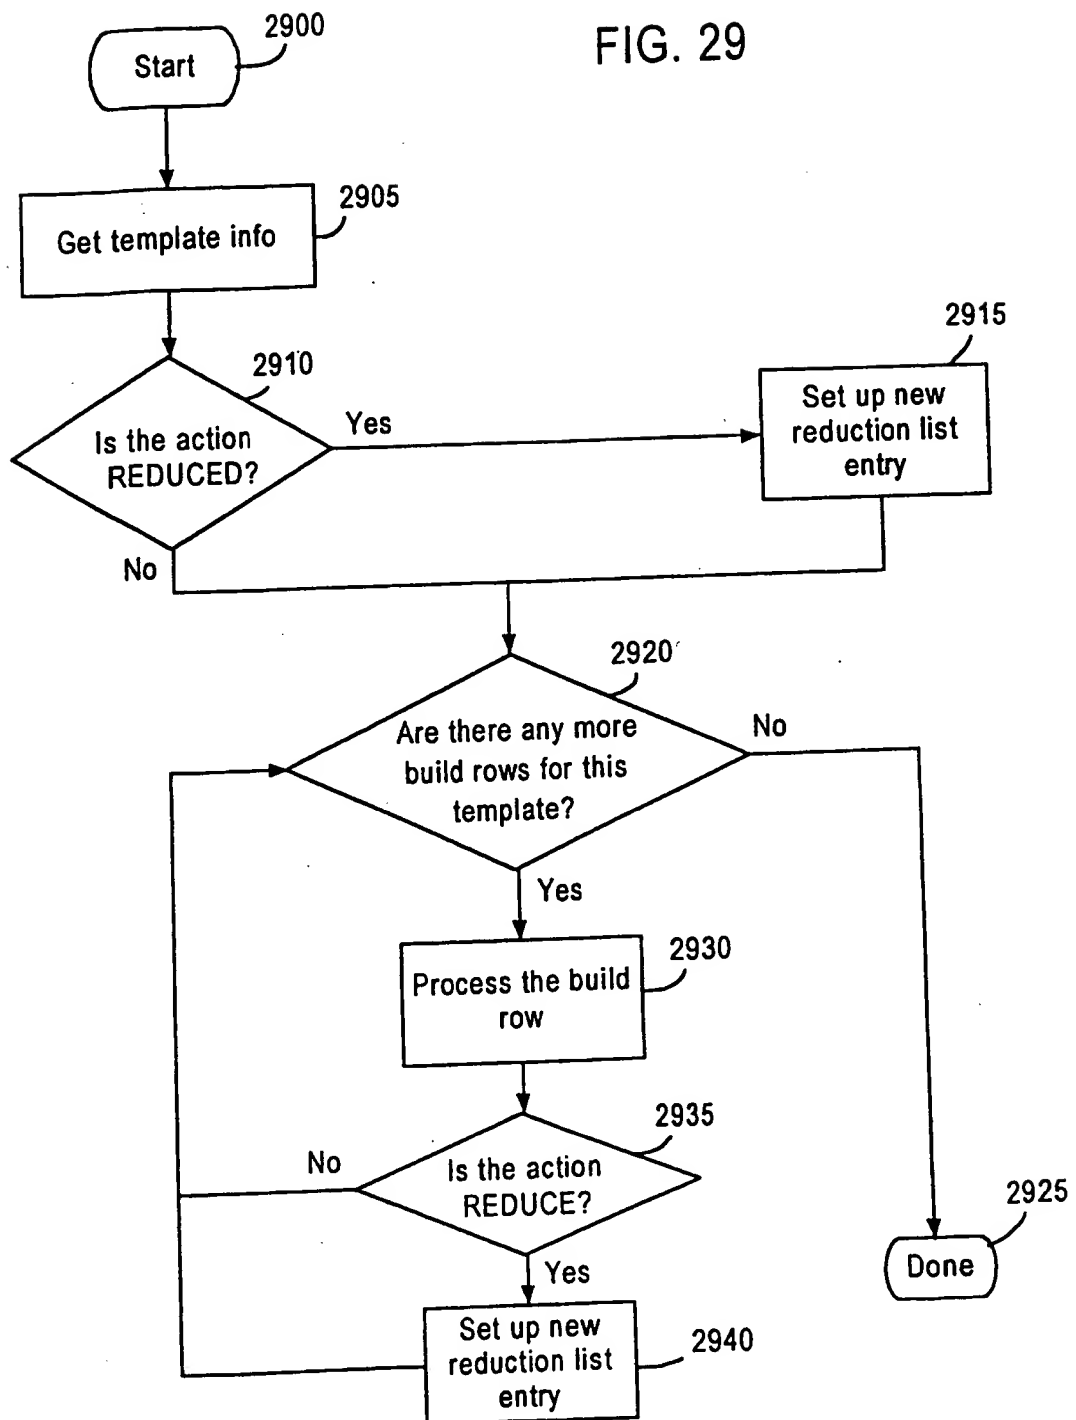 2900
FIG. 29
Start
2905
Get template info
2910
2915
Is the action
REDUCED?
Yes
Set up new
reduction list
entry
No
2920
Are there any more
build rows for this
template?
No
Yes
2930
Process the build
row
2935
No
Is the action
REDUCE?
2925
Done
Yes
Set up new
reduction list
entry
2940